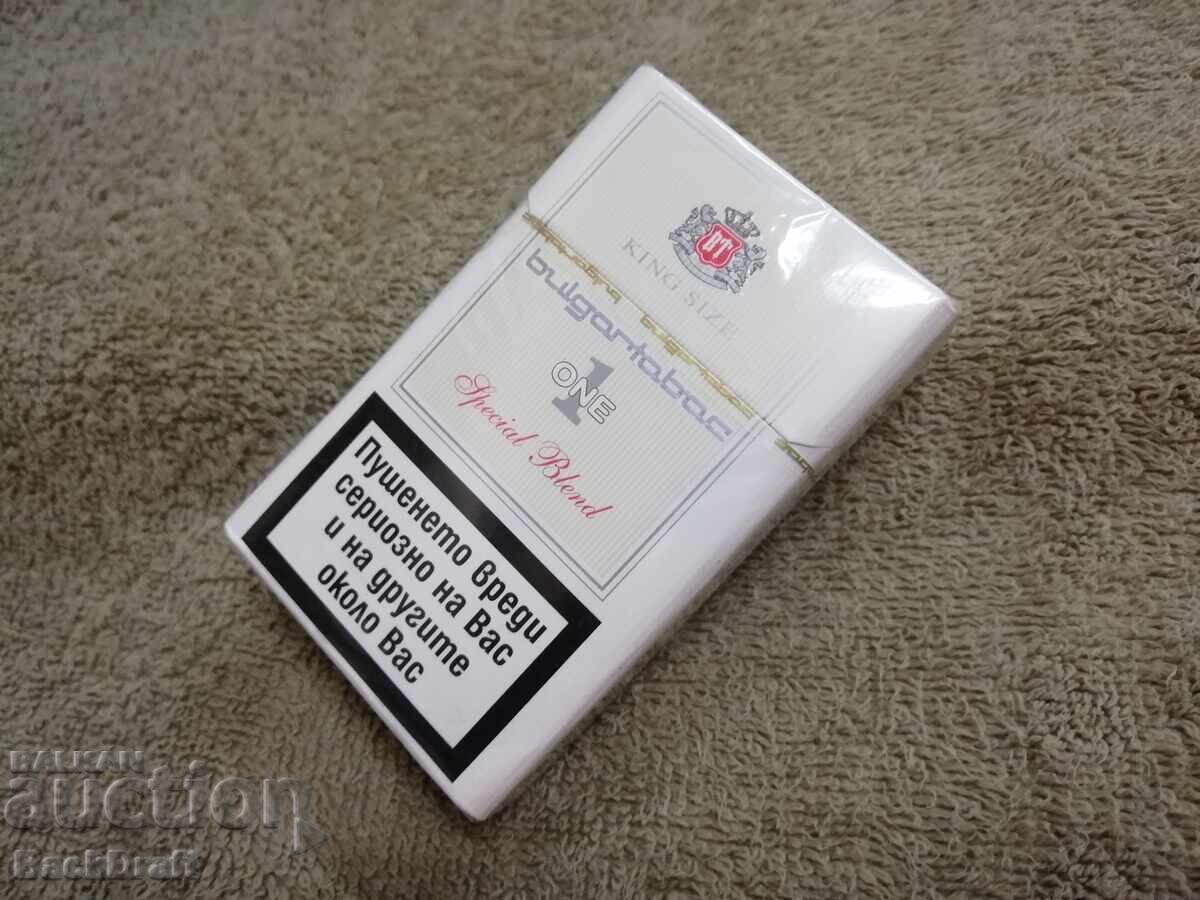 BT
KING SIZE
bulgartabac
1
ONE
Special Blend
Пушенето вреди
сериозно на Вас
и на другите
около Вас
BALKAN
auction
BackDraft